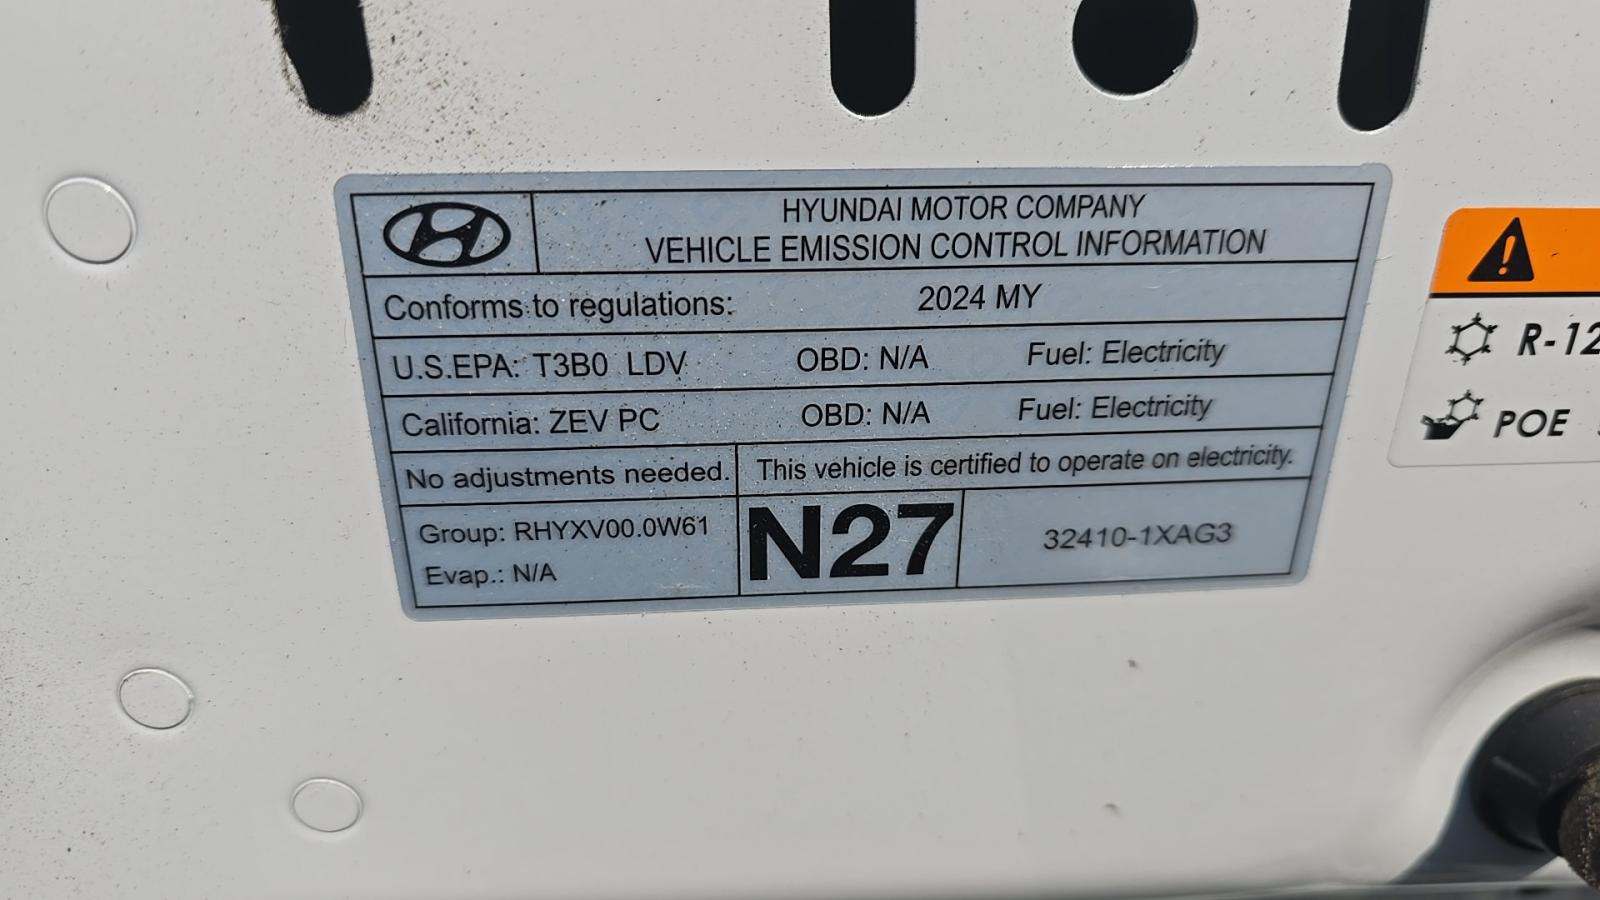 HYUNDAI MOTOR COMPANY
VEHICLE EMISSION CONTROL INFORMATION
Conforms to regulations: 2024 MY
U.S.EPA: T3B0 LDV OBD: N/A Fuel: Electricity
California: ZEV PC OBD: N/A Fuel: Electricity
No adjustments needed. This vehicle is certified to operate on electricity.
Group: RHYXV00.0W61
Evap.: N/A
N27
32410-1XAG3
R-12
POE